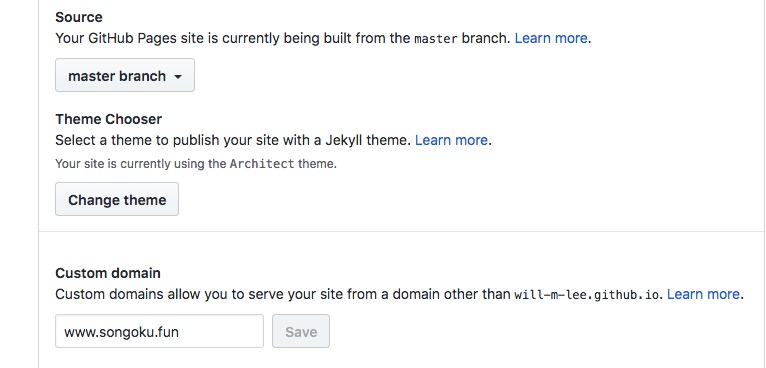 Source
Your GitHub Pages site is currently being built from the master branch. Learn more.
master branch
Theme Chooser
Select a theme to publish your site with a Jekyll theme. Learn more.
Your site is currently using the Architect theme.
Change theme
Custom domain
Custom domains allow you to serve your site from a domain other than will-m-lee.github.io. Learn more.
www.songoku.fun Save